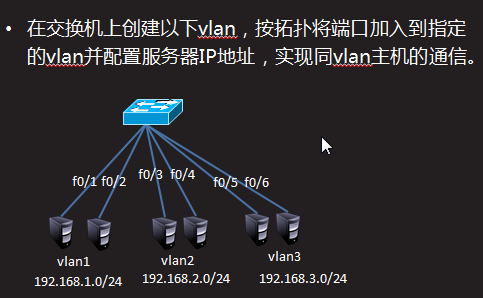 • 在交换机上创建以下vlan，按拓扑将端口加入到指定
的vlan并配置服务器IP地址，实现同vlan主机的通信。
f0/1 f0/2 f0/3 f0/4 f0/5 f0/6
vlan1 vlan2 vlan3
192.168.1.0/24 192.168.2.0/24 192.168.3.0/24